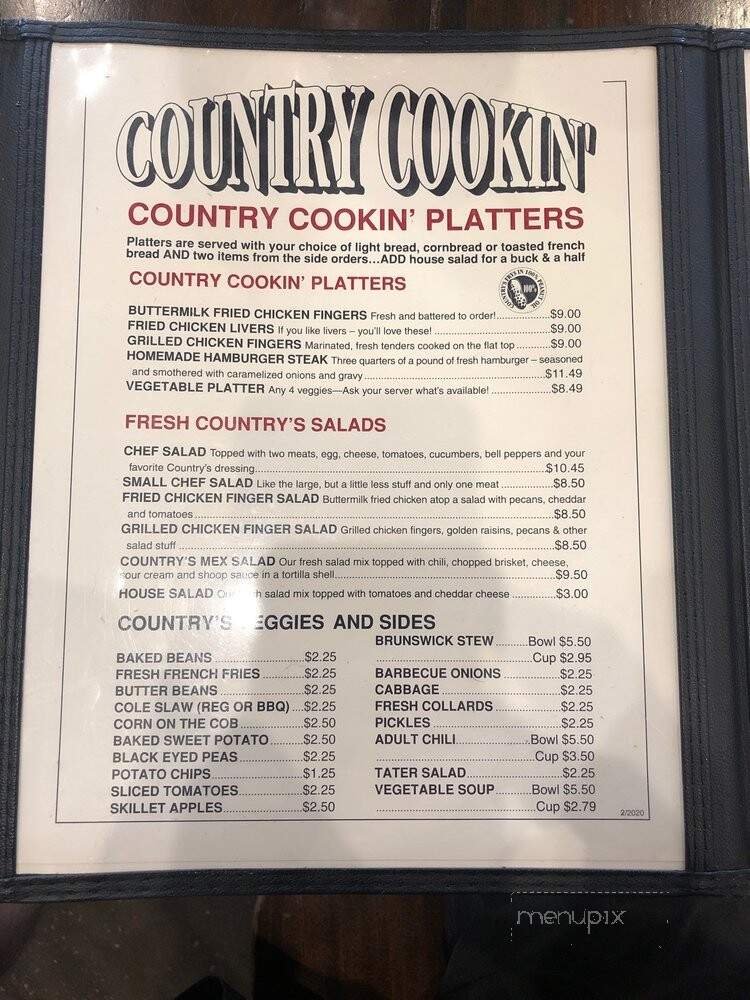 COUNTRY COOKIN'
COUNTRY COOKIN' PLATTERS
Platters are served with your choice of light bread, cornbread or toasted french
bread AND two items from the side orders...ADD house salad for a buck & a half
COUNTRY COOKIN' PLATTERS
COUNTRY'S FRYS IN 100% PEANUT OIL
100%
BUTTERMILK FRIED CHICKEN FINGERS Fresh and battered to order!....................$9.00
FRIED CHICKEN LIVERS If you like livers – you'll love these! ....................$9.00
GRILLED CHICKEN FINGERS Marinated, fresh tenders cooked on the flat top ............$9.00
HOMEMADE HAMBURGER STEAK Three quarters of a pound of fresh hamburger – seasoned
and smothered with caramelized onions and gravy ....................$11.49
VEGETABLE PLATTER Any 4 veggies—Ask your server what's available! ....................$8.49
FRESH COUNTRY'S SALADS
CHEF SALAD Topped with two meats, egg, cheese, tomatoes, cucumbers, bell peppers and your
favorite Country's dressing....................$10.45
SMALL CHEF SALAD Like the large, but a little less stuff and only one meat ....................$8.50
FRIED CHICKEN FINGER SALAD Buttermilk fried chicken atop a salad with pecans, cheddar
and tomatoes ....................$8.50
GRILLED CHICKEN FINGER SALAD Grilled chicken fingers, golden raisins, pecans & other
salad stuff ....................$8.50
COUNTRY'S MEX SALAD Our fresh salad mix topped with chili, chopped brisket, cheese,
sour cream and shoop sauce in a tortilla shell....................$9.50
HOUSE SALAD salad mix topped with tomatoes and cheddar cheese ...............$3.00
COUNTRY'S VEGGIES AND SIDES
BAKED BEANS ....................$2.25
FRESH FRENCH FRIES ..........$2.25
BUTTER BEANS ....................$2.25
COLE SLAW (REG OR BBQ) ....$2.25
CORN ON THE COB...............$2.50
BAKED SWEET POTATO..........$2.50
BLACK EYED PEAS...............$2.25
POTATO CHIPS....................$1.25
SLICED TOMATOES...............$2.25
SKILLET APPLES....................$2.50
BRUNSWICK STEW ..........Bowl $5.50
....................Cup $2.95
BARBECUE ONIONS ...............$2.25
CABBAGE....................$2.25
FRESH COLLARDS ...............$2.25
PICKLES....................$2.25
ADULT CHILI...............Bowl $5.50
....................Cup $3.50
TATER SALAD....................$2.25
VEGETABLE SOUP..........Bowl $5.50
....................Cup $2.79
2/2020
menupix